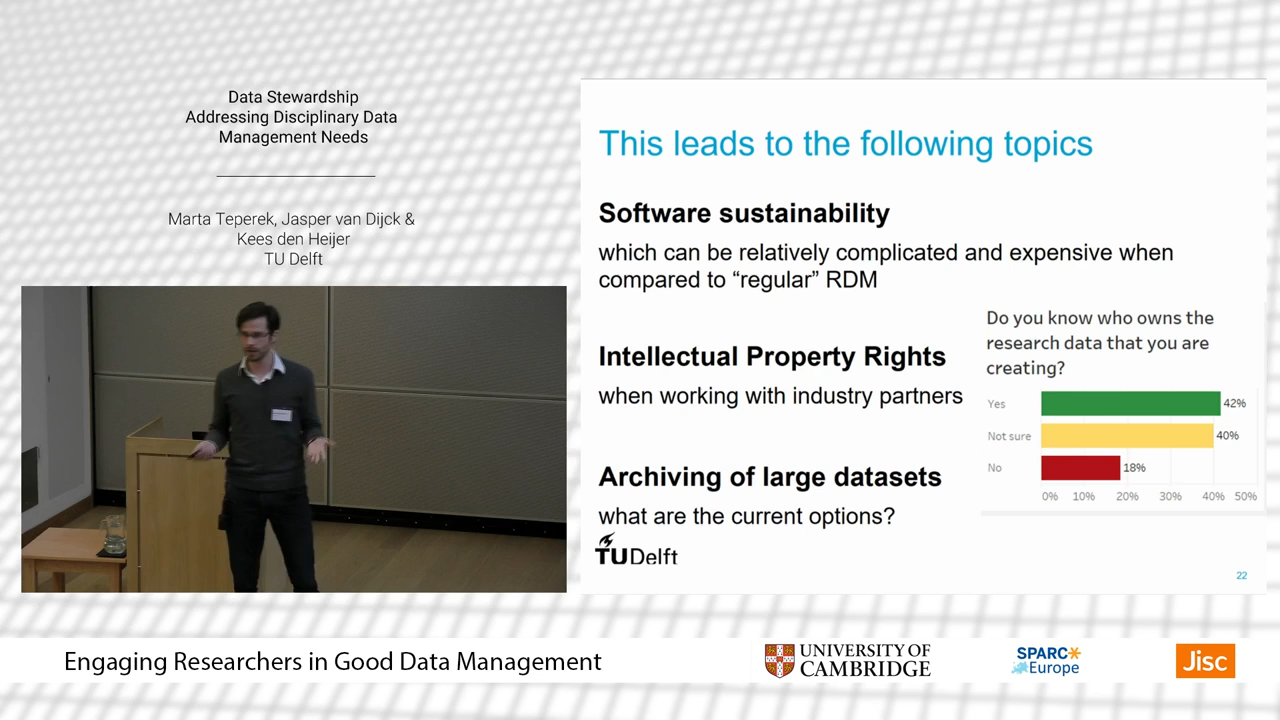 Data Stewardship
Addressing Disciplinary Data
Management Needs
Marta Teperek, Jasper van Dijck &
Kees den Heijer
TU Delft
This leads to the following topics
Software sustainability
which can be relatively complicated and expensive when
compared to “regular” RDM
Intellectual Property Rights
when working with industry partners
Do you know who owns the
research data that you are
creating?
Yes 42%
Not sure 40%
No 18%
0% 10% 20% 30% 40% 50%
Archiving of large datasets
what are the current options?
TUDelft
22
Engaging Researchers in Good Data Management
UNIVERSITY OF
CAMBRIDGE
SPARC
Europe
Jisc